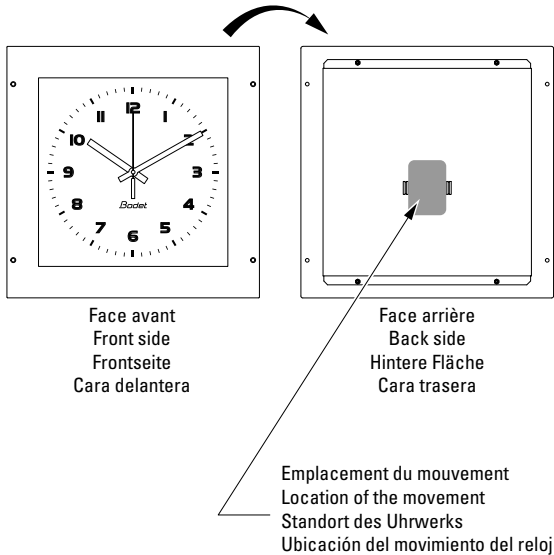 12
11 1
10 2
9 3
8 4
7 5
6
Bodet
Face avant
Front side
Frontseite
Cara delantera
Face arrière
Back side
Hintere Fläche
Cara trasera
Emplacement du mouvement
Location of the movement
Standort des Uhrwerks
Ubicación del movimiento del reloj